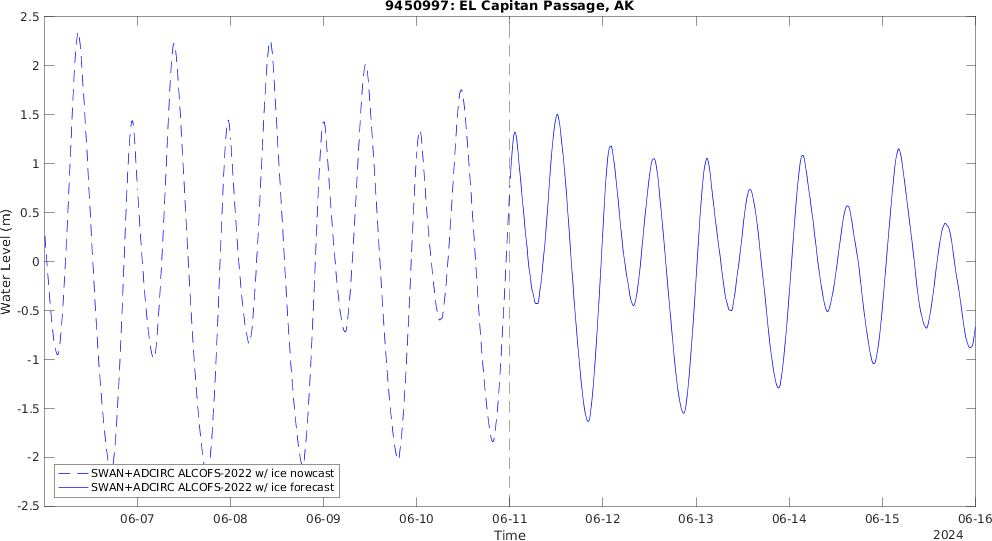 9450997: EL Capitan Passage, AK
2.5
2
1.5
1
0.5
0
-0.5
-1
-1.5
-2
-2.5
Water Level (m)
SWAN+ADCIRC ALCOFS-2022 w/ ice nowcast
SWAN+ADCIRC ALCOFS-2022 w/ ice forecast
06-07 06-08 06-09 06-10 06-11 06-12 06-13 06-14 06-15 06-16
Time
2024